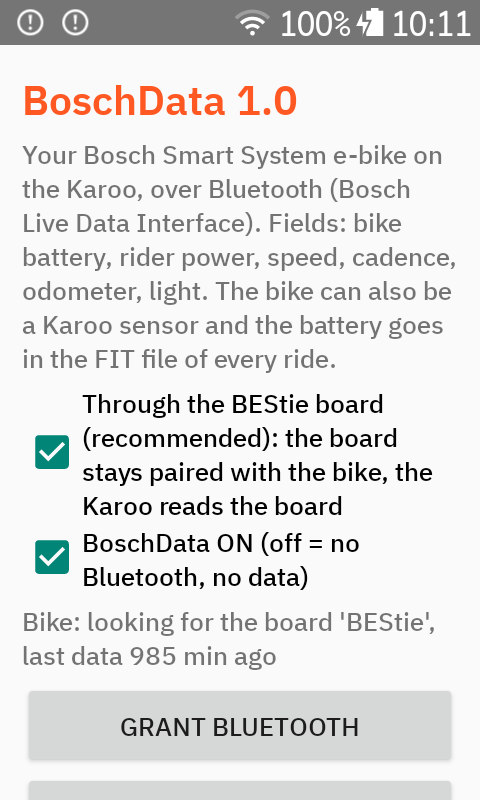 100% 10:11
BoschData 1.0
Your Bosch Smart System e-bike on
the Karoo, over Bluetooth (Bosch
Live Data Interface). Fields: bike
battery, rider power, speed, cadence,
odometer, light. The bike can also be
a Karoo sensor and the battery goes
in the FIT file of every ride.
Through the BEStie board
(recommended): the board
stays paired with the bike, the
Karoo reads the board
BoschData ON (off = no
Bluetooth, no data)
Bike: looking for the board 'BEStie',
last data 985 min ago
GRANT BLUETOOTH